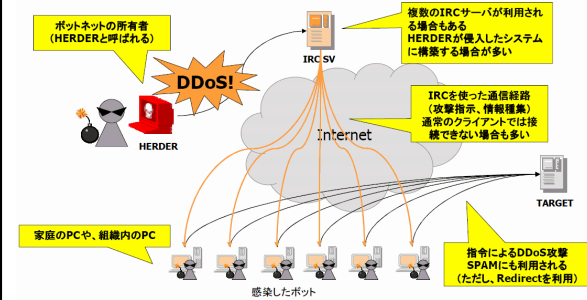 ボットネットの所有者
(HERDERと呼ばれる)
複数のIRCサーバが利用され
る場合もある
HERDERが侵入したシステム
に構築する場合が多い
IRC SV
DDoS!
HERDER
IRCを使った通信経路
(攻撃指示、情報種集)
通常のクライアントでは接
続できない場合も多い
Internet
TARGET
家庭のPCや、組織内のPC
指令によるDDoS攻撃
SPAMにも利用される
(ただし、Redirectを利用)
感染したボット